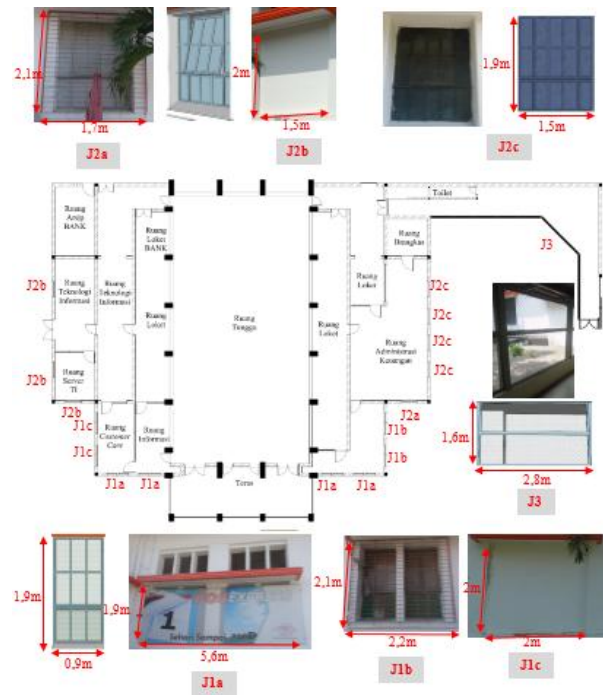 2,1m
1,7m
J2a
2m
1,5m
J2b
J2c
1,9m
1,5m
Ruang
Arsip
BANK
Ruang
Loket
BANK
Toilet
Ruang
Brangkas
J3
J2b
Ruang
Teknologi
Informasi
Ruang
Teknologi
Informasi
Ruang
Loket
Ruang
Tunggu
Ruang
Loket
Ruang
Loket
J2c
J2c
J2c
J2c
Ruang
Administrasi
Keuangan
J2b
Ruang
Server
TI
J2b
J1c
J1c
Ruang
Customer
Care
Ruang
Informasi
J2a
J1b
J1b
J1a
J1a
Teras
J1a
J1a
1,6m
2,8m
J3
1,9m
0,9m
1,9m
1
5,6m
J1a
2,1m
2,2m
J1b
2m
2m
J1c